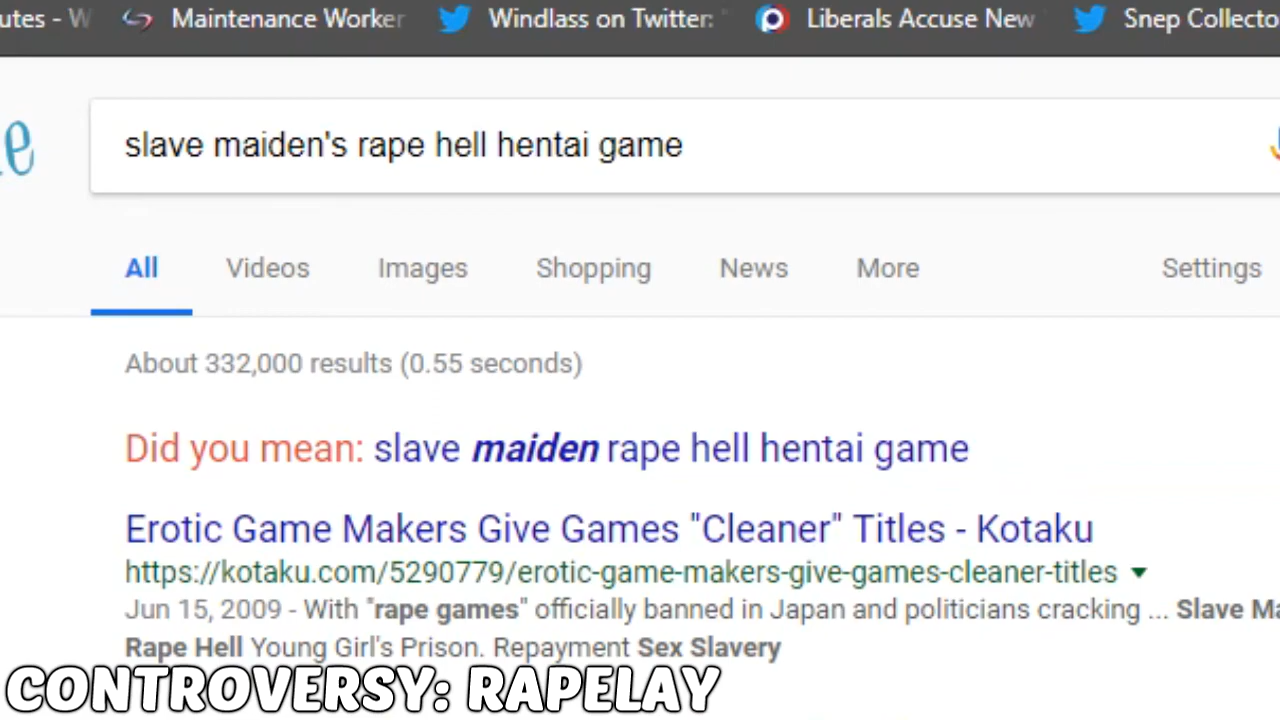 utes - W Maintenance Worker Windlass on Twitter: " Liberals Accuse New Snep Collecto
e slave maiden's rape hell hentai game
All Videos Images Shopping News More Settings
About 332,000 results (0.55 seconds)
Did you mean: slave maiden rape hell hentai game
Erotic Game Makers Give Games "Cleaner" Titles - Kotaku
https://kotaku.com/5290779/erotic-game-makers-give-games-cleaner-titles
Jun 15, 2009 - With "rape games" officially banned in Japan and politicians cracking ... Slave Ma
Rape Hell Young Girl's Prison. Repayment Sex Slavery
CONTROVERSY: RAPELAY